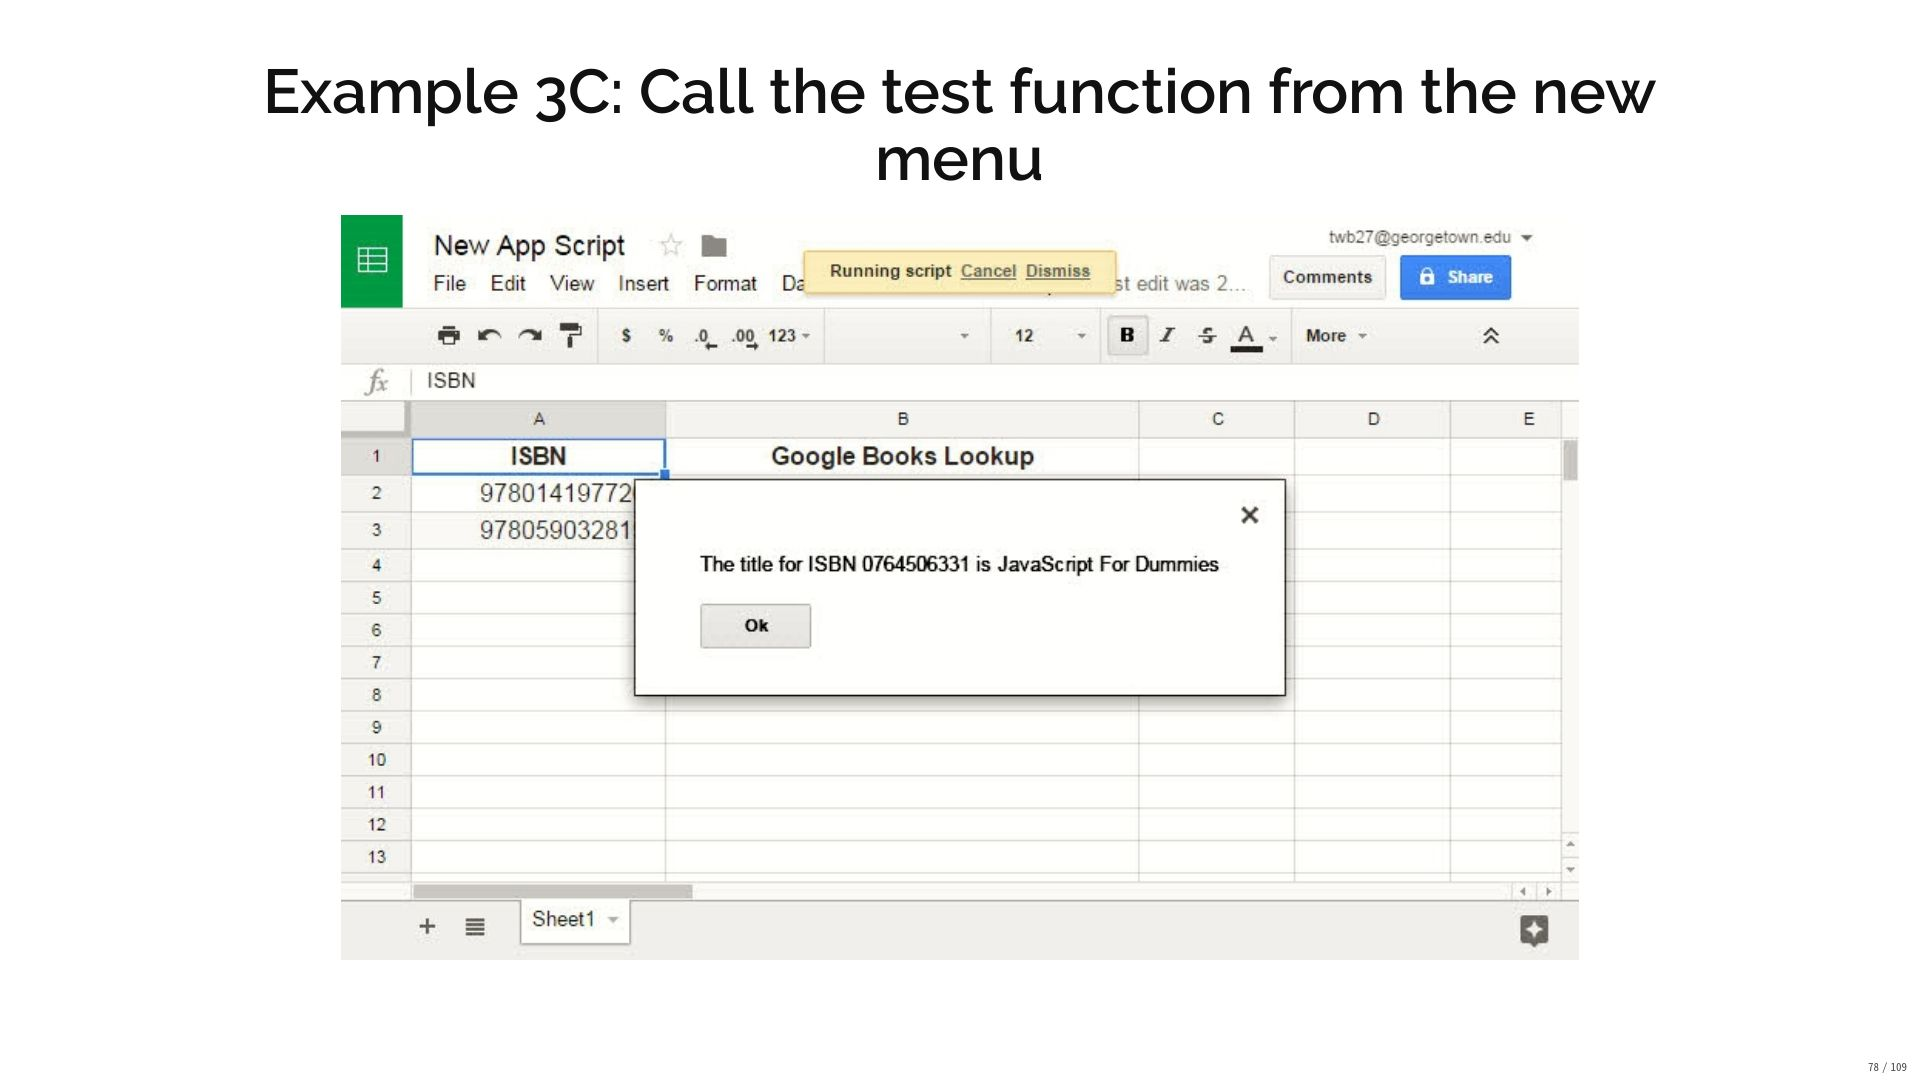 Example 3C: Call the test function from the new
menu
New App Script
twb27@georgetown.edu
File Edit View Insert Format Da
Running script Cancel Dismiss
st edit was 2...
Comments
Share
$ % .0 .00 123
12
B I S A
More
fx ISBN
A B C D E
1 ISBN Google Books Lookup
2 97801419772
3 97805903281
The title for ISBN 0764506331 is JavaScript For Dummies
Ok
4
5
6
7
8
9
10
11
12
13
+ Sheet1
78 / 109